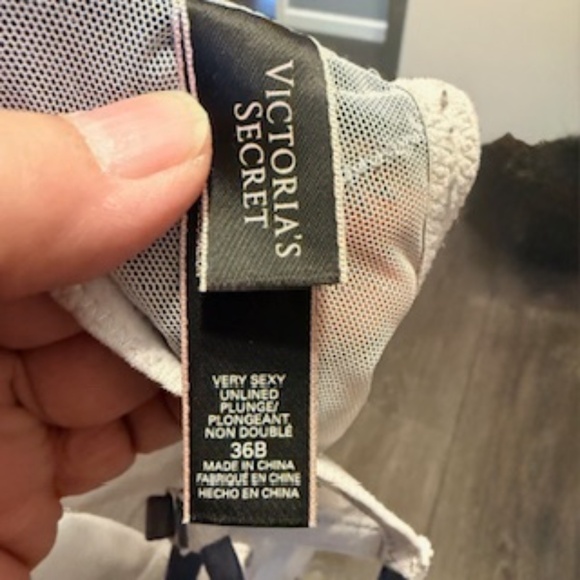 VICTORIA'S
SECRET
VERY SEXY
UNLINED
PLUNGE/
PLONGEANT
NON DOUBLÉ
36B
MADE IN CHINA
FABRIQUÉ EN CHINE
HECHO EN CHINA